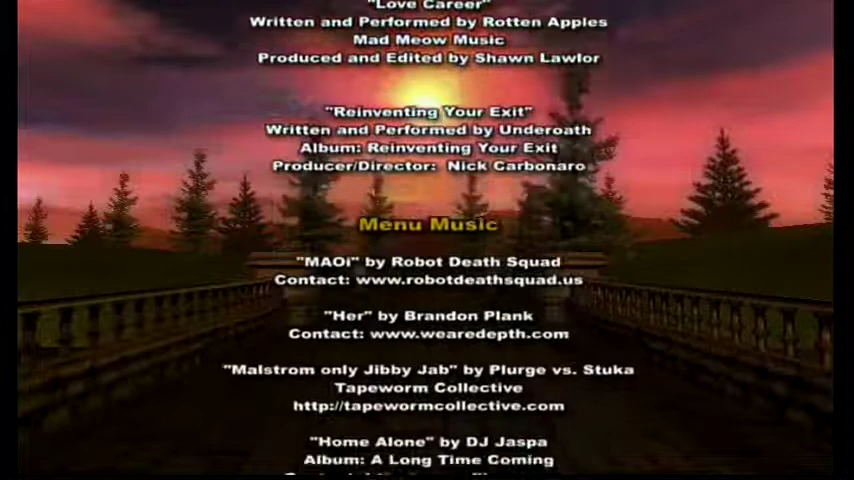 "Love Career"
Written and Performed by Rotten Apples
Mad Meow Music
Produced and Edited by Shawn Lawlor
"Reinventing Your Exit"
Written and Performed by Underoath
Album: Reinventing Your Exit
Producer/Director: Nick Carbonaro
Menu Music
"MAOi" by Robot Death Squad
Contact: www.robotdeathsquad.us
"Her" by Brandon Plank
Contact: www.wearedepth.com
"Malstrom only Jibby Jab" by Plurge vs. Stuka
Tapeworm Collective
http://tapewormcollective.com
"Home Alone" by DJ Jaspa
Album: A Long Time Coming